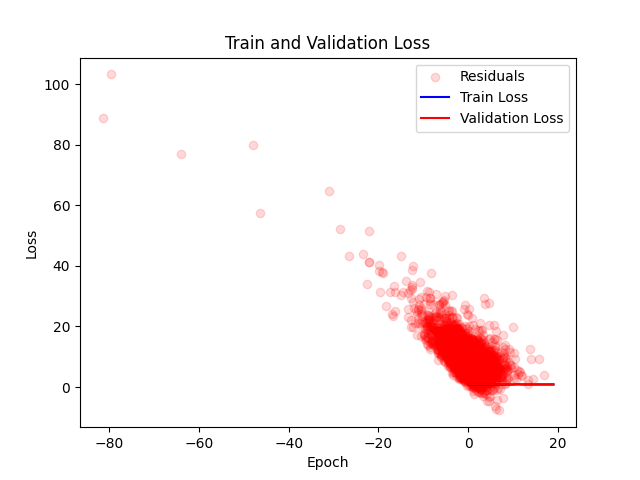 Train and Validation Loss
Residuals
Train Loss
Validation Loss
Loss
100
80
60
40
20
0
−80
−60
−40
−20
0
20
Epoch